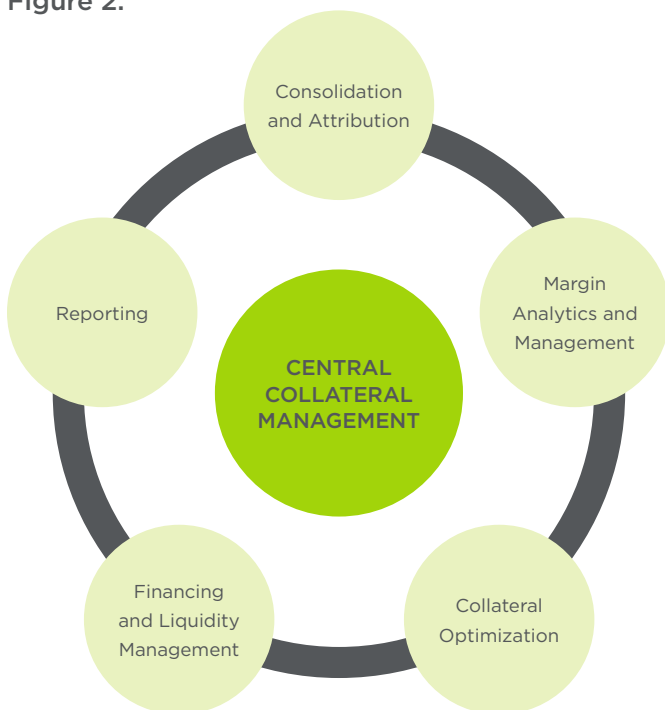 Figure 2.
Consolidation
and Attribution
Margin
Analytics and
Management
Reporting
CENTRAL
COLLATERAL
MANAGEMENT
Financing
and Liquidity
Management
Collateral
Optimization